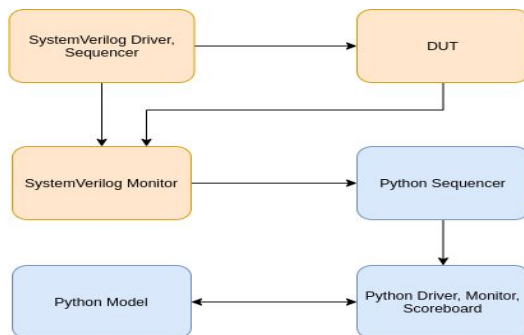 SystemVerilog Driver,
Sequencer
DUT
SystemVerilog Monitor
Python Sequencer
Python Model
Python Driver, Monitor,
Scoreboard